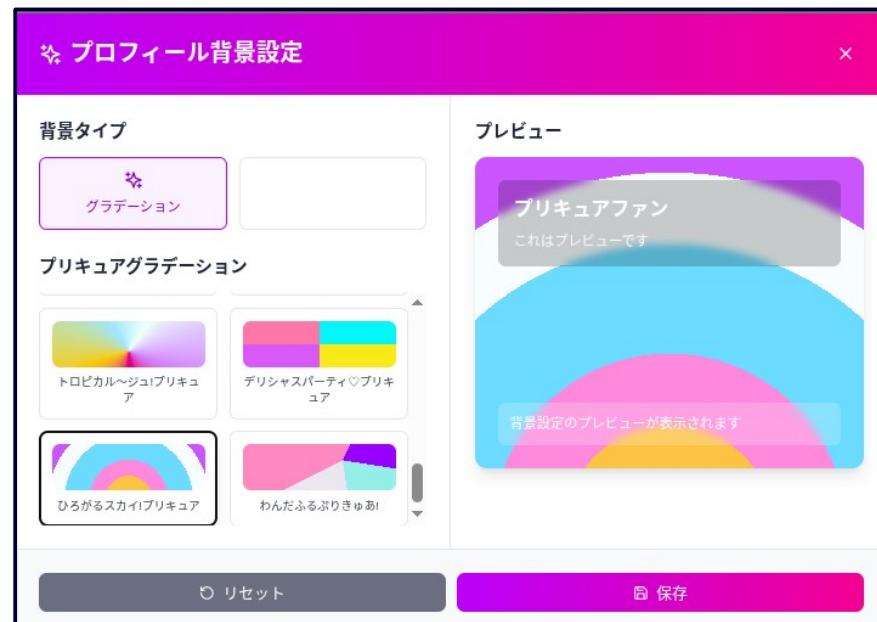 プロフィール背景設定
背景タイプ
グラデーション
プリキュアグラデーション
トロピカル〜ジュ!プリキュ
ア
デリシャスパーティ♡プリキ
ュア
ひろがるスカイ!プリキュア
わんだふるぷりきゅあ!
プレビュー
プリキュアファン
これはプレビューです
背景設定のプレビューが表示されます
リセット
保存